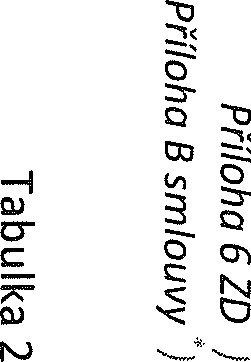 Příloha 6 ZD )
Příloha B smlouvy *)
Tabulka 2